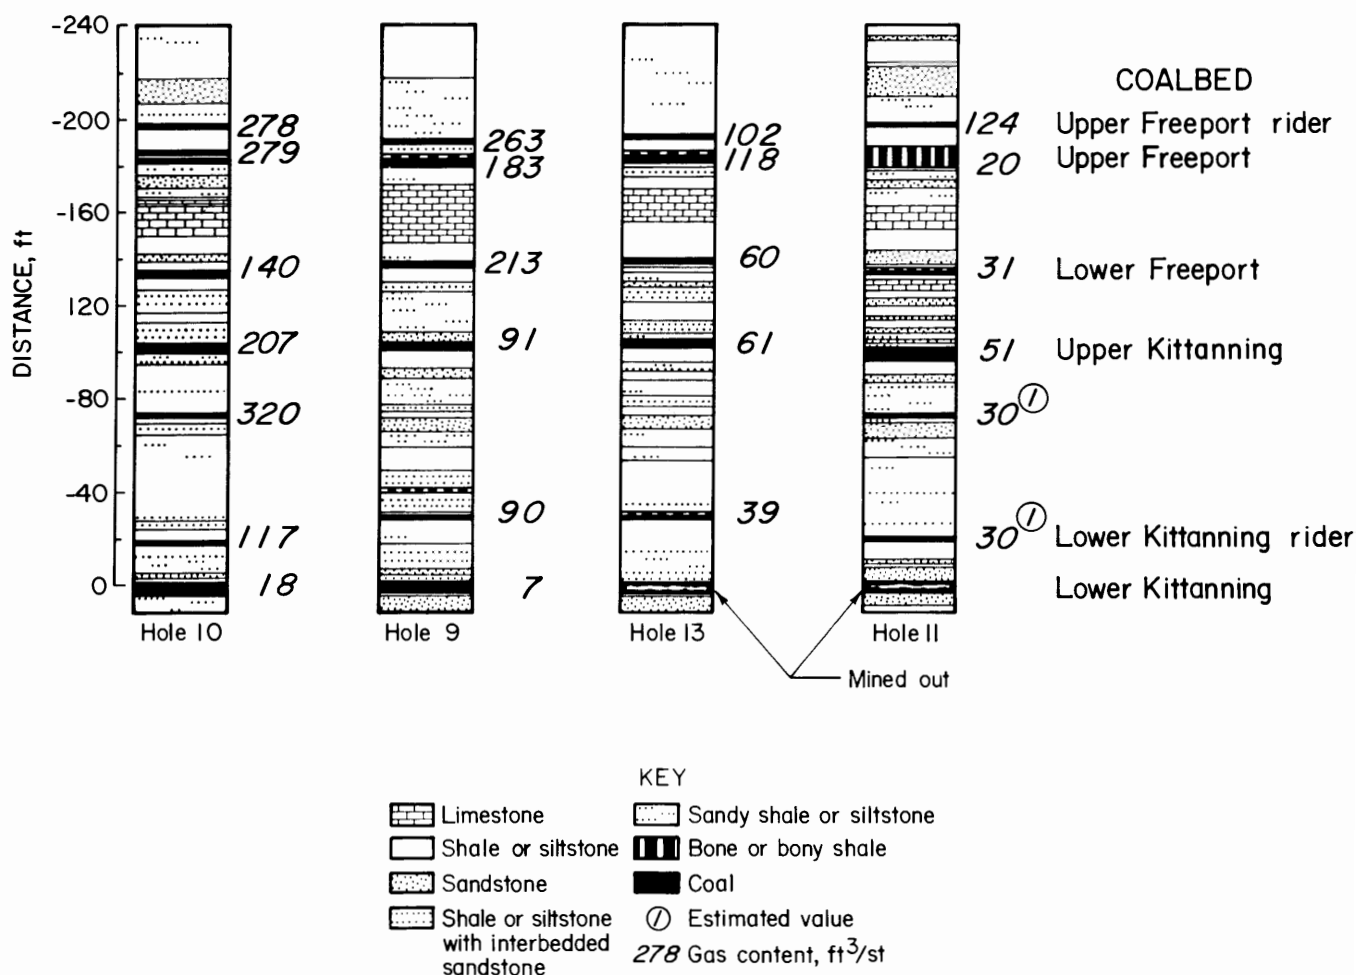 -240
-200
-160
120
-80
-40
0
DISTANCE, ft
COALBED
278
279
140
207
320
117
18
263
183
213
91
90
7
102
118
60
61
39
124 Upper Freeport rider
20 Upper Freeport
31 Lower Freeport
51 Upper Kittanning
30 (1)
30 (1) Lower Kittanning rider
Lower Kittanning
Hole 10
Hole 9
Hole 13
Hole 11
Mined out
KEY
Limestone
Shale or siltstone
Sandstone
Shale or siltstone
with interbedded
sandstone
Sandy shale or siltstone
Bone or bony shale
Coal
(1) Estimated value
278 Gas content, ft³/st